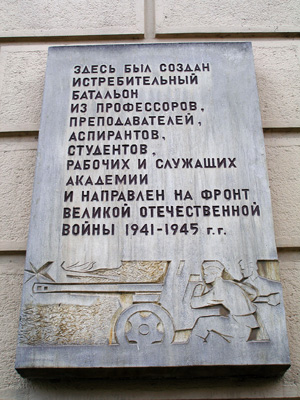 ЗДЕСЬ БЫЛ СОЗДАН
ИСТРЕБИТЕЛЬНЫЙ
БАТАЛЬОН
ИЗ ПРОФЕССОРОВ,
ПРЕПОДАВАТЕЛЕЙ,
АСПИРАНТОВ,
СТУДЕНТОВ,
РАБОЧИХ И СЛУЖАЩИХ
АКАДЕМИИ
И НАПРАВЛЕН НА ФРОНТ
ВЕЛИКОЙ ОТЕЧЕСТВЕННОЙ
ВОЙНЫ 1941-1945 г.г.